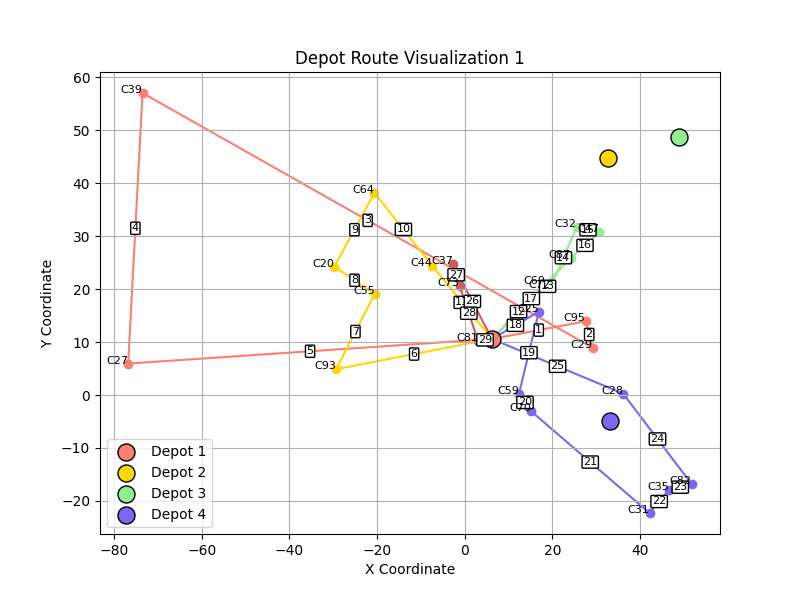 Depot Route Visualization 1
Y Coordinate
60
50
40
30
20
10
0
−10
−20
−80
−60
−40
−20
0
20
40
X Coordinate
C39
C64
3
4
9
10
C32
16
C20
C44
C37
14
27
8
C73
C55
26
17
28
18
C95
7
1
2
C81
29
C29
5
6
19
25
C27
C93
C59
20
C70
C28
24
21
C35
23
22
C31
Depot 1
Depot 2
Depot 3
Depot 4